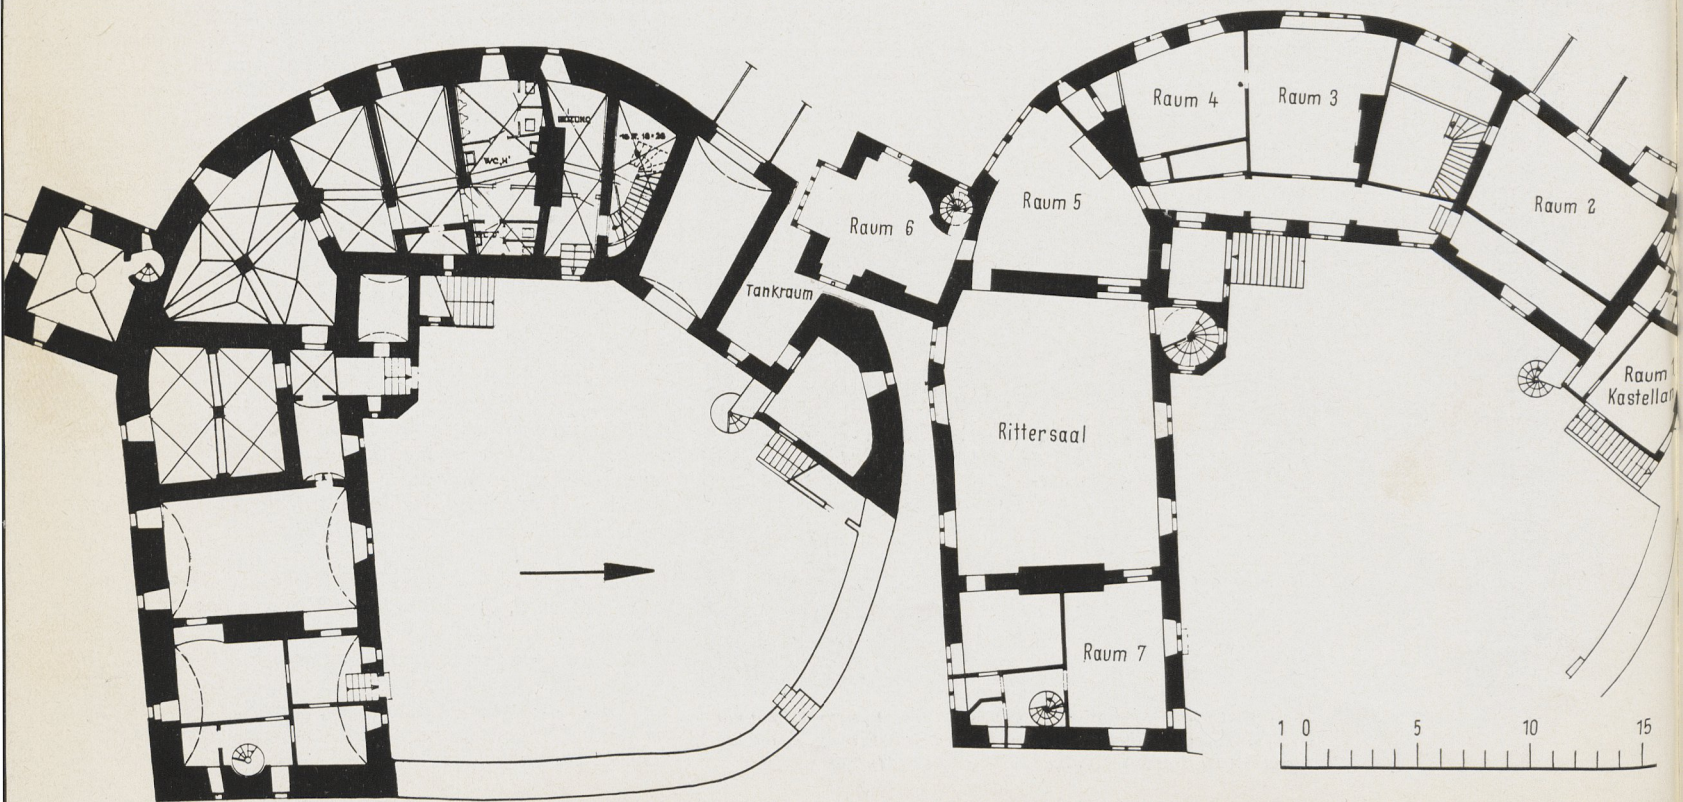 HEIZUNG
WC „H"
Tankraum
Raum 6
Raum 5
Raum 4
Raum 3
Raum 2
Raum
Kastellan
Rittersaal
Raum 7
1 0 5 10 15